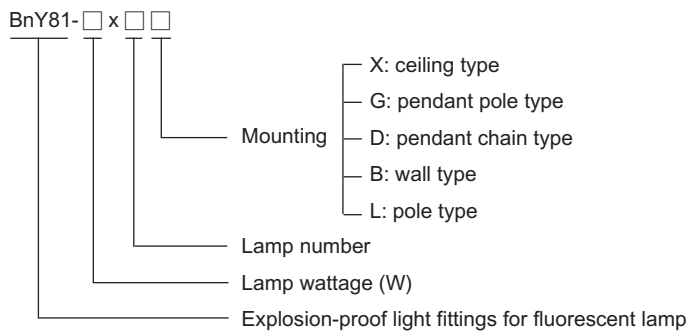 BnY81-□ x □ □
X: ceiling type
G: pendant pole type
Mounting
D: pendant chain type
B: wall type
L: pole type
Lamp number
Lamp wattage (W)
Explosion-proof light fittings for fluorescent lamp